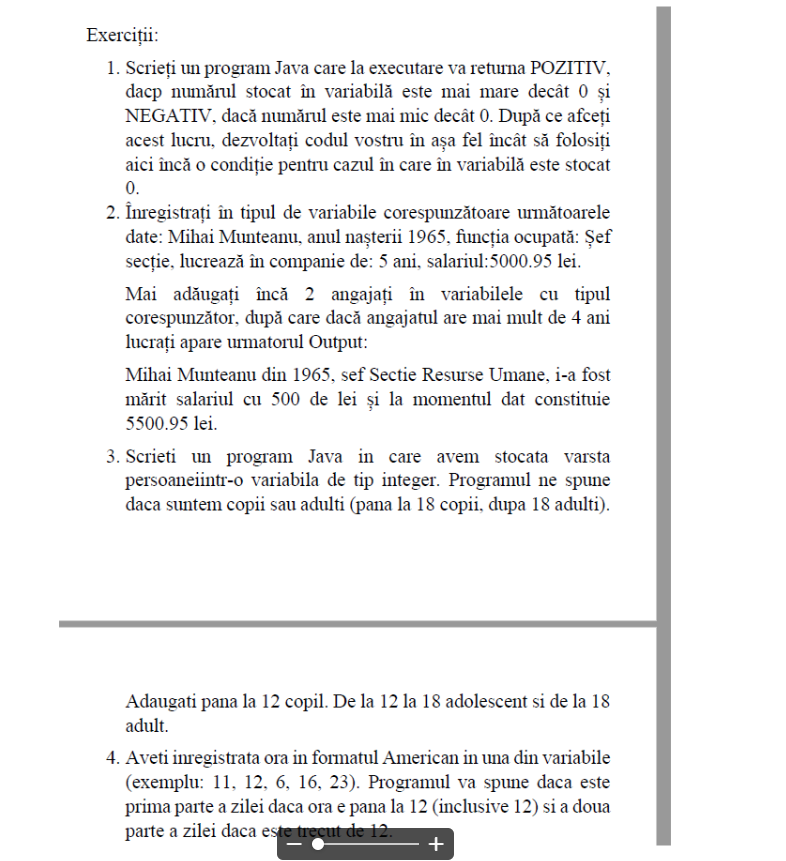 Exerciții:
1. Scrieți un program Java care la executare va returna POZITIV,
dacp numărul stocat în variabilă este mai mare decât 0 și
NEGATIV, dacă numărul este mai mic decât 0. După ce afceți
acest lucru, dezvoltați codul vostru în așa fel încât să folosiți
aici încă o condiție pentru cazul în care în variabilă este stocat
0.
2. Înregistrați în tipul de variabile corespunzătoare următoarele
date: Mihai Munteanu, anul nașterii 1965, funcția ocupată: Șef
secție, lucrează în companie de: 5 ani, salariul:5000.95 lei.
Mai adăugați încă 2 angajați în variabilele cu tipul
corespunzător, după care dacă angajatul are mai mult de 4 ani
lucrați apare urmatorul Output:
Mihai Munteanu din 1965, sef Sectie Resurse Umane, i-a fost
mărit salariul cu 500 de lei și la momentul dat constituie
5500.95 lei.
3. Scrieti un program Java in care avem stocata varsta
persoaneiintr-o variabila de tip integer. Programul ne spune
daca suntem copii sau adulti (pana la 18 copii, dupa 18 adulti).
Adaugati pana la 12 copil. De la 12 la 18 adolescent si de la 18
adult.
4. Aveti inregistrata ora in formatul American in una din variabile
(exemplu: 11, 12, 6, 16, 23). Programul va spune daca este
prima parte a zilei daca ora e pana la 12 (inclusive 12) si a doua
parte a zilei daca este trecut de 12.